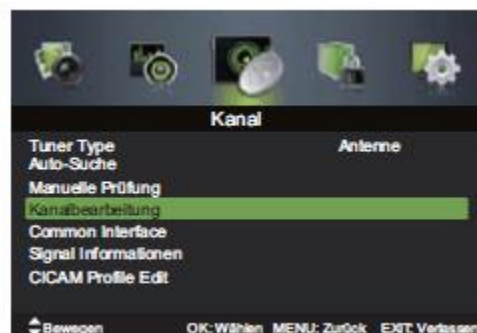 Kanal
Tuner Type Antenne
Auto-Suche
Manuelle Prüfung
Kanalbearbeitung
Common Interface
Signal Informationen
CICAM Profile Edit
Bewegen OK: Wählen MENU: Zurück EXIT: Verlassen